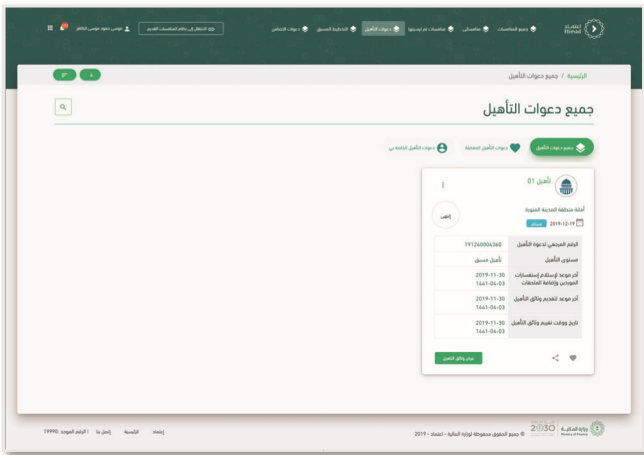 اعتماد
Etimad
جميع المنافسات
منافساتي
منافسات تم ترسيتها
دعوات التأهيل
التخطيط المسبق
دعوات التضامن
الانتقال إلى نظام المنافسات القديم
الرئيسية / جميع دعوات التأهيل
جميع دعوات التأهيل
جميع دعوات التأهيل
دعوات التأهيل المفضلة
دعوات التأهيل الخاصة بي
تأهيل 01
إنتهى
أمانة منطقة المدينة المنورة
2019-12-19
الرقم المرجعي لدعوة التأهيل 191240004360
مستوى التأهيل تأهيل مسبق
آخر موعد لإستلام إستفسارات الموردين وإضافة الملحقات 2019-11-30
1441-04-03
آخر موعد لتقديم وثائق التأهيل 2019-11-30
1441-04-03
تاريخ ووقت تقييم وثائق التأهيل 2019-11-30
1441-04-03
عرض وثائق التأهيل
وزارة المالية
Ministry of Finance
2030
© جميع الحقوق محفوظة لوزارة المالية - اعتماد - 2019
إعتماد
الرئيسية
إتصل بنا | الرقم الموحد: 19990